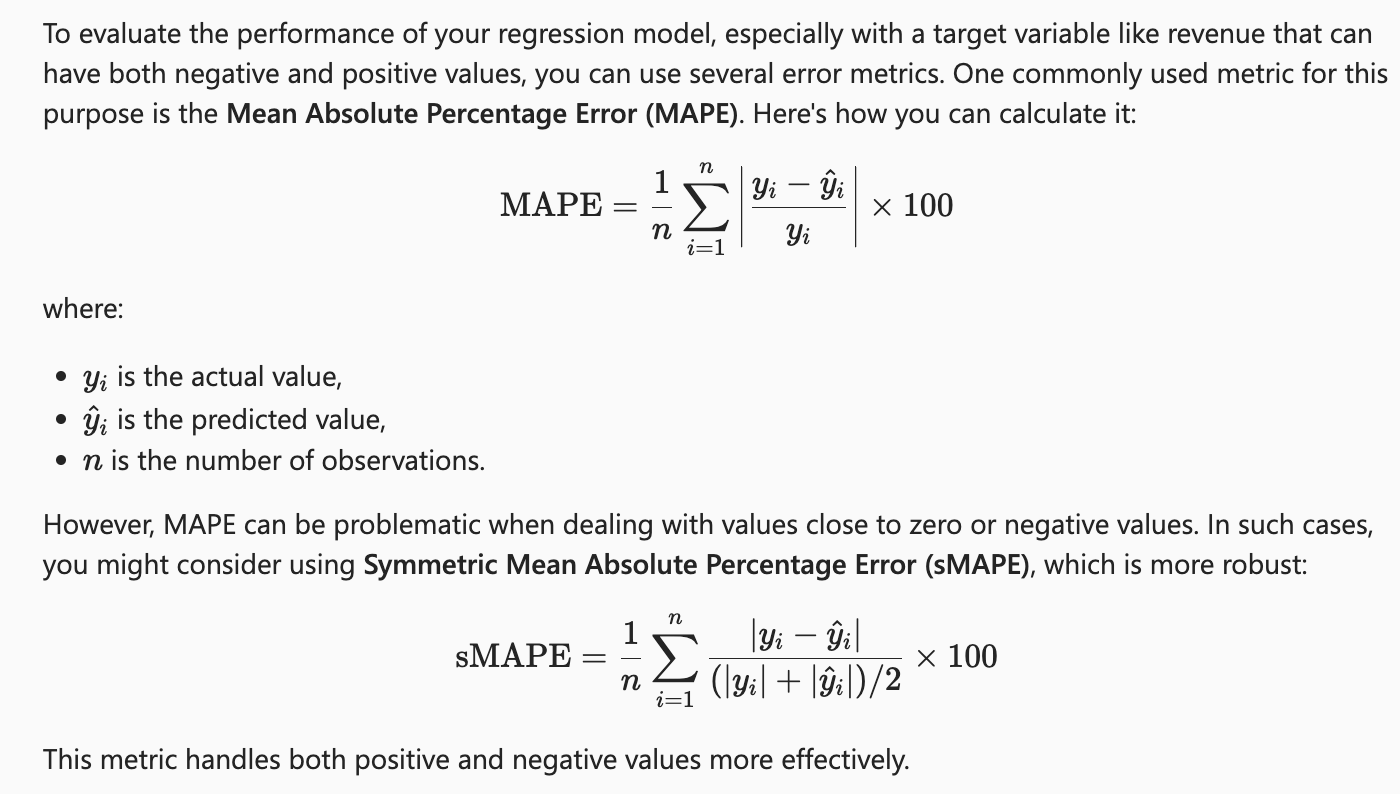 To evaluate the performance of your regression model, especially with a target variable like revenue that can
have both negative and positive values, you can use several error metrics. One commonly used metric for this
purpose is the Mean Absolute Percentage Error (MAPE). Here's how you can calculate it:
MAPE = \frac{1}{n} \sum_{i=1}^{n} \left| \frac{y_i - \hat{y}_i}{y_i} \right| \times 100
where:
• y_i is the actual value,
• \hat{y}_i is the predicted value,
• n is the number of observations.
However, MAPE can be problematic when dealing with values close to zero or negative values. In such cases,
you might consider using Symmetric Mean Absolute Percentage Error (sMAPE), which is more robust:
sMAPE = \frac{1}{n} \sum_{i=1}^{n} \frac{|y_i - \hat{y}_i|}{(|y_i| + |\hat{y}_i|)/2} \times 100
This metric handles both positive and negative values more effectively.